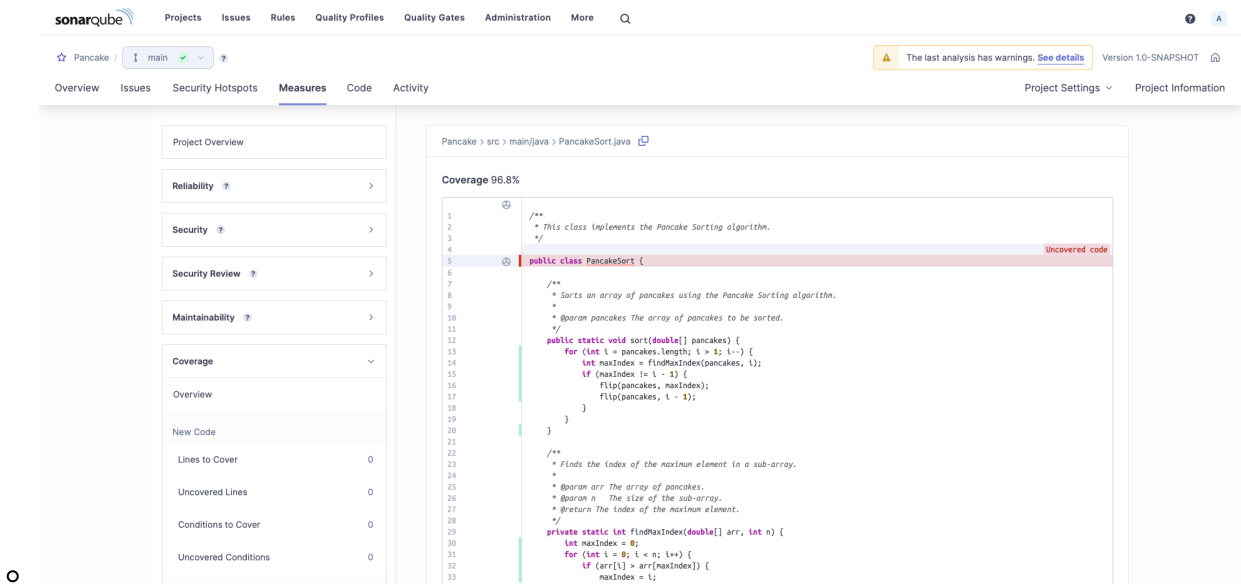 sonarqube Projects Issues Rules Quality Profiles Quality Gates Administration More ? A
Pancake / main ? The last analysis has warnings. See details Version 1.0-SNAPSHOT
Overview Issues Security Hotspots Measures Code Activity Project Settings Project Information
Project Overview
Reliability ?
Security ?
Security Review ?
Maintainability ?
Coverage
Overview
New Code
Lines to Cover 0
Uncovered Lines 0
Conditions to Cover 0
Uncovered Conditions 0
Pancake > src > main/java > PancakeSort.java
Coverage 96.8%
1 /**
2 * This class implements the Pancake Sorting algorithm.
3 */
4 Uncovered code
5 public class PancakeSort {
6
7 /**
8 * Sorts an array of pancakes using the Pancake Sorting algorithm.
9 *
10 * @param pancakes The array of pancakes to be sorted.
11 */
12 public static void sort(double[] pancakes) {
13 for (int i = pancakes.length; i > 1; i--) {
14 int maxIndex = findMaxIndex(pancakes, i);
15 if (maxIndex != i - 1) {
16 flip(pancakes, maxIndex);
17 flip(pancakes, i - 1);
18 }
19 }
20 }
21
22 /**
23 * Finds the index of the maximum element in a sub-array.
24 *
25 * @param arr The array of pancakes.
26 * @param n The size of the sub-array.
27 * @return The index of the maximum element.
28 */
29 private static int findMaxIndex(double[] arr, int n) {
30 int maxIndex = 0;
31 for (int i = 0; i < n; i++) {
32 if (arr[i] > arr[maxIndex]) {
33 maxIndex = i;